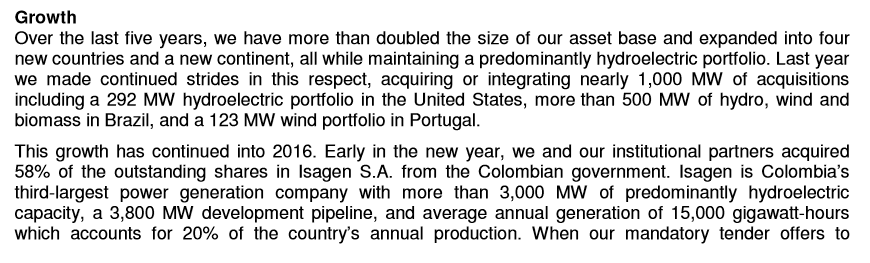 Growth
Over the last five years, we have more than doubled the size of our asset base and expanded into four
new countries and a new continent, all while maintaining a predominantly hydroelectric portfolio. Last year
we made continued strides in this respect, acquiring or integrating nearly 1,000 MW of acquisitions
including a 292 MW hydroelectric portfolio in the United States, more than 500 MW of hydro, wind and
biomass in Brazil, and a 123 MW wind portfolio in Portugal.
This growth has continued into 2016. Early in the new year, we and our institutional partners acquired
58% of the outstanding shares in Isagen S.A. from the Colombian government. Isagen is Colombia's
third-largest power generation company with more than 3,000 MW of predominantly hydroelectric
capacity, a 3,800 MW development pipeline, and average annual generation of 15,000 gigawatt-hours
which accounts for 20% of the country's annual production. When our mandatory tender offers to